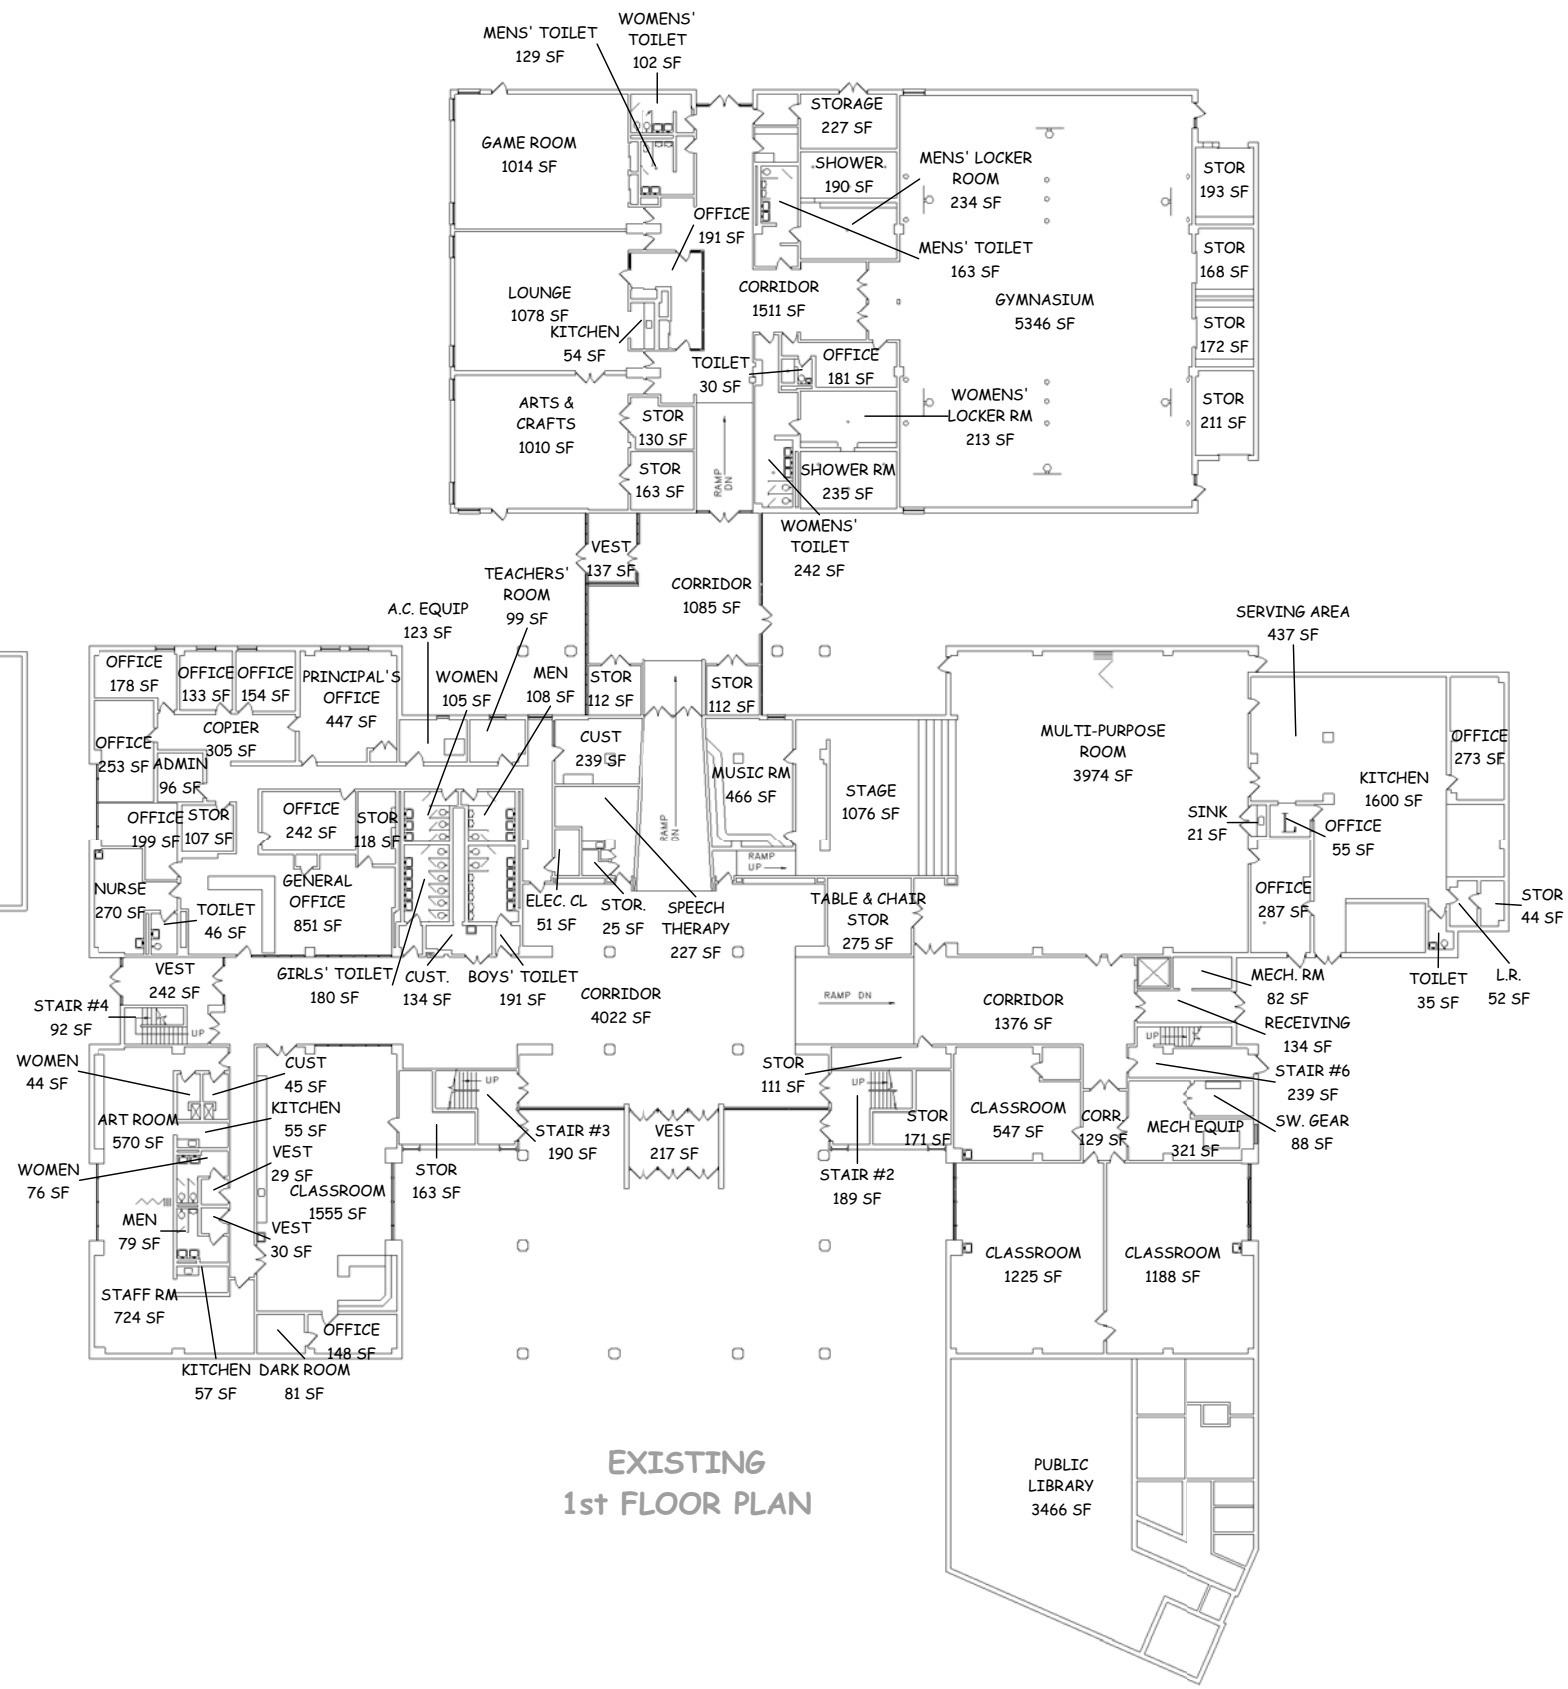 WOMENS'
TOILET
102 SF
MENS' TOILET
129 SF
GAME ROOM
1014 SF
STORAGE
227 SF
SHOWER
190 SF
MENS' LOCKER
ROOM
234 SF
STOR
193 SF
OFFICE
191 SF
MENS' TOILET
163 SF
STOR
168 SF
LOUNGE
1078 SF
CORRIDOR
1511 SF
GYMNASIUM
5346 SF
KITCHEN
54 SF
STOR
172 SF
TOILET
30 SF
OFFICE
181 SF
ARTS &
CRAFTS
1010 SF
STOR
130 SF
WOMENS'
LOCKER RM
213 SF
STOR
211 SF
STOR
163 SF
RAMP
DN
SHOWER RM
235 SF
WOMENS'
TOILET
242 SF
VEST
137 SF
TEACHERS'
ROOM
99 SF
CORRIDOR
1085 SF
A.C. EQUIP
123 SF
SERVING AREA
437 SF
OFFICE
178 SF
OFFICE
133 SF
OFFICE
154 SF
PRINCIPAL'S
OFFICE
447 SF
WOMEN
105 SF
MEN
108 SF
STOR
112 SF
STOR
112 SF
COPIER
305 SF
OFFICE
253 SF
ADMIN
96 SF
CUST
239 SF
MUSIC RM
466 SF
STAGE
1076 SF
MULTI-PURPOSE
ROOM
3974 SF
OFFICE
273 SF
KITCHEN
1600 SF
OFFICE
199 SF
STOR
107 SF
OFFICE
242 SF
STOR
118 SF
RAMP
DN
RAMP
UP
SINK
21 SF
L
OFFICE
55 SF
NURSE
270 SF
TOILET
46 SF
GENERAL
OFFICE
851 SF
ELEC. CL
51 SF
STOR.
25 SF
SPEECH
THERAPY
227 SF
TABLE & CHAIR
STOR
275 SF
OFFICE
287 SF
STOR
44 SF
VEST
242 SF
GIRLS' TOILET
180 SF
CUST.
134 SF
BOYS' TOILET
191 SF
CORRIDOR
4022 SF
RAMP DN
CORRIDOR
1376 SF
MECH. RM
82 SF
TOILET
35 SF
L.R.
52 SF
STAIR #4
92 SF
UP
RECEIVING
134 SF
UP
WOMEN
44 SF
CUST
45 SF
STOR
111 SF
STAIR #6
239 SF
UP
UP
ART ROOM
570 SF
KITCHEN
55 SF
STAIR #3
190 SF
VEST
217 SF
STOR
171 SF
CLASSROOM
547 SF
CORR.
129 SF
MECH EQUIP
321 SF
SW. GEAR
88 SF
WOMEN
76 SF
VEST
29 SF
CLASSROOM
1555 SF
STOR
163 SF
STAIR #2
189 SF
MEN
79 SF
VEST
30 SF
CLASSROOM
1225 SF
CLASSROOM
1188 SF
STAFF RM
724 SF
OFFICE
148 SF
KITCHEN
57 SF
DARK ROOM
81 SF
EXISTING
1st FLOOR PLAN
PUBLIC
LIBRARY
3466 SF